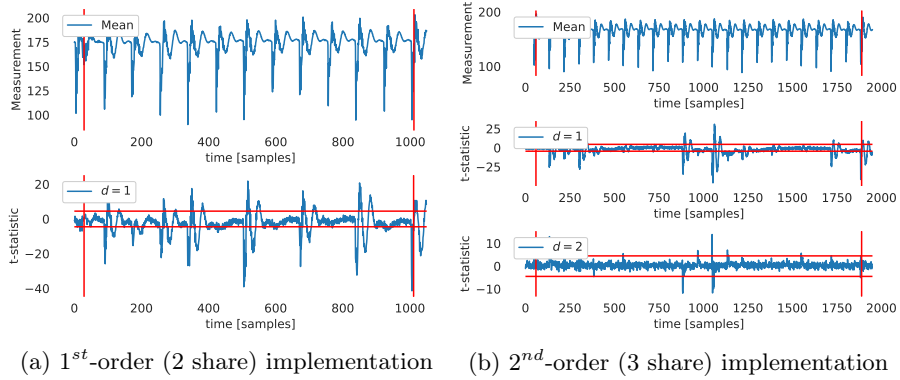 200
175
150
125
100
Measurement
Mean
0 200 400 600 800 1000
time [samples]
20
0
−20
−40
t-statistic
d = 1
0 200 400 600 800 1000
time [samples]
(a) 1st-order (2 share) implementation
200
100
Measurement
Mean
0 250 500 750 1000 1250 1500 1750 2000
time [samples]
25
0
−25
t-statistic
d = 1
0 250 500 750 1000 1250 1500 1750 2000
time [samples]
10
0
−10
t-statistic
d = 2
0 250 500 750 1000 1250 1500 1750 2000
time [samples]
(b) 2nd-order (3 share) implementation